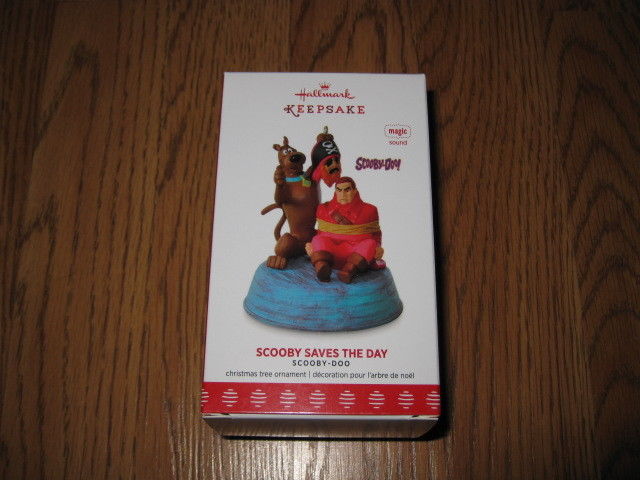 Hallmark
KEEPSAKE
magic
sound
SCOOBY-DOO!
SCOOBY SAVES THE DAY
SCOOBY-DOO
christmas tree ornament | décoration pour l'arbre de noël